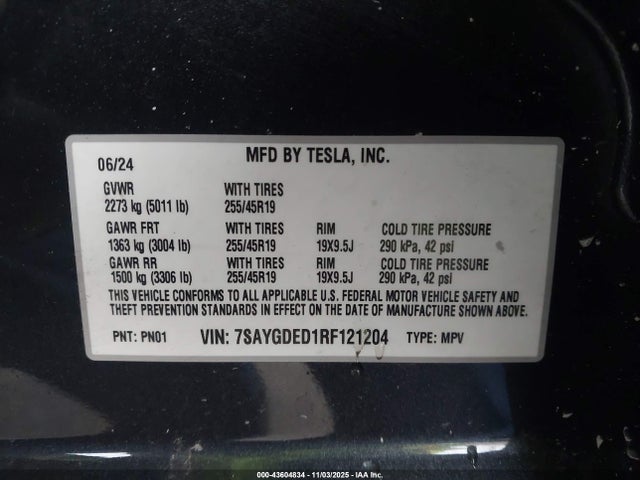 06/24 MFD BY TESLA, INC.
GVWR WITH TIRES
2273 kg (5011 lb) 255/45R19
GAWR FRT WITH TIRES RIM COLD TIRE PRESSURE
1363 kg (3004 lb) 255/45R19 19X9.5J 290 kPa, 42 psi
GAWR RR WITH TIRES RIM COLD TIRE PRESSURE
1500 kg (3306 lb) 255/45R19 19X9.5J 290 kPa, 42 psi
THIS VEHICLE CONFORMS TO ALL APPLICABLE U.S. FEDERAL MOTOR VEHICLE SAFETY AND
THEFT PREVENTION STANDARDS IN EFFECT ON THE DATE OF MANUFACTURE SHOWN ABOVE.
PNT: PN01 VIN: 7SAYGDED1RF121204 TYPE: MPV
000-43604834 - 11/03/2025 - IAA Inc.